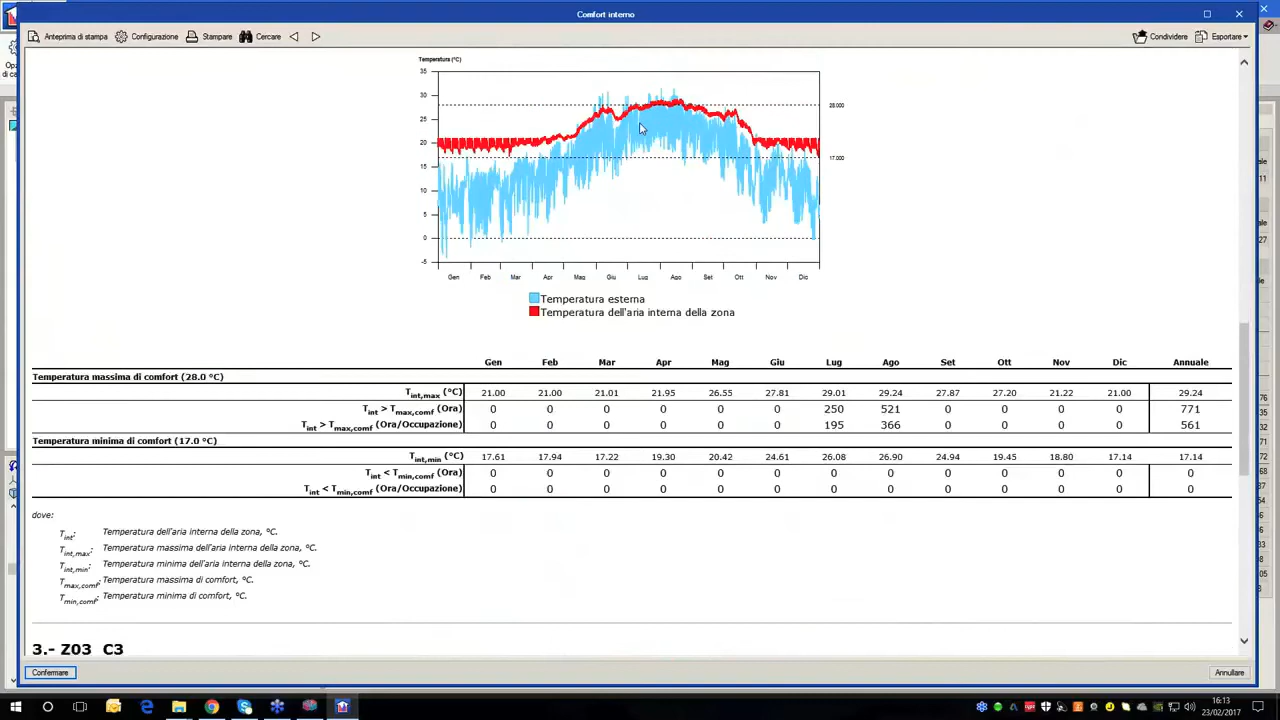 Comfort interno
Anteprima di stampa Configurazione Stampare Cercare Condividere Esportare
Temperatura (°C)
35
30
25
20
15
10
5
0
-5
28.000
17.000
Gen Feb Mar Apr Mag Giu Lug Ago Set Ott Nov Dic
Temperatura esterna
Temperatura dell'aria interna della zona
Gen Feb Mar Apr Mag Giu Lug Ago Set Ott Nov Dic Annuale
Temperatura massima di comfort (28.0 °C)
Tint,max (°C) 21.00 21.00 21.01 21.95 26.55 27.81 29.01 29.24 27.87 27.20 21.22 21.00 29.24
Tint > Tmax,comf (Ora) 0 0 0 0 0 0 250 521 0 0 0 0 771
Tint > Tmax,comf (Ora/Occupazione) 0 0 0 0 0 0 195 366 0 0 0 0 561
Temperatura minima di comfort (17.0 °C)
Tint,min (°C) 17.61 17.94 17.22 19.30 20.42 24.61 26.08 26.90 24.94 19.45 18.80 17.14 17.14
Tint < Tmin,comf (Ora) 0 0 0 0 0 0 0 0 0 0 0 0 0
Tint < Tmin,comf (Ora/Occupazione) 0 0 0 0 0 0 0 0 0 0 0 0 0
dove:
Tint: Temperatura dell'aria interna della zona, °C.
Tint,max: Temperatura massima dell'aria interna della zona, °C.
Tint,min: Temperatura minima dell'aria interna della zona, °C.
Tmax,comf: Temperatura massima di comfort, °C.
Tmin,comf: Temperatura minima di comfort, °C.
3.- Z03 C3
Confermare Annullare
16:13
23/02/2017